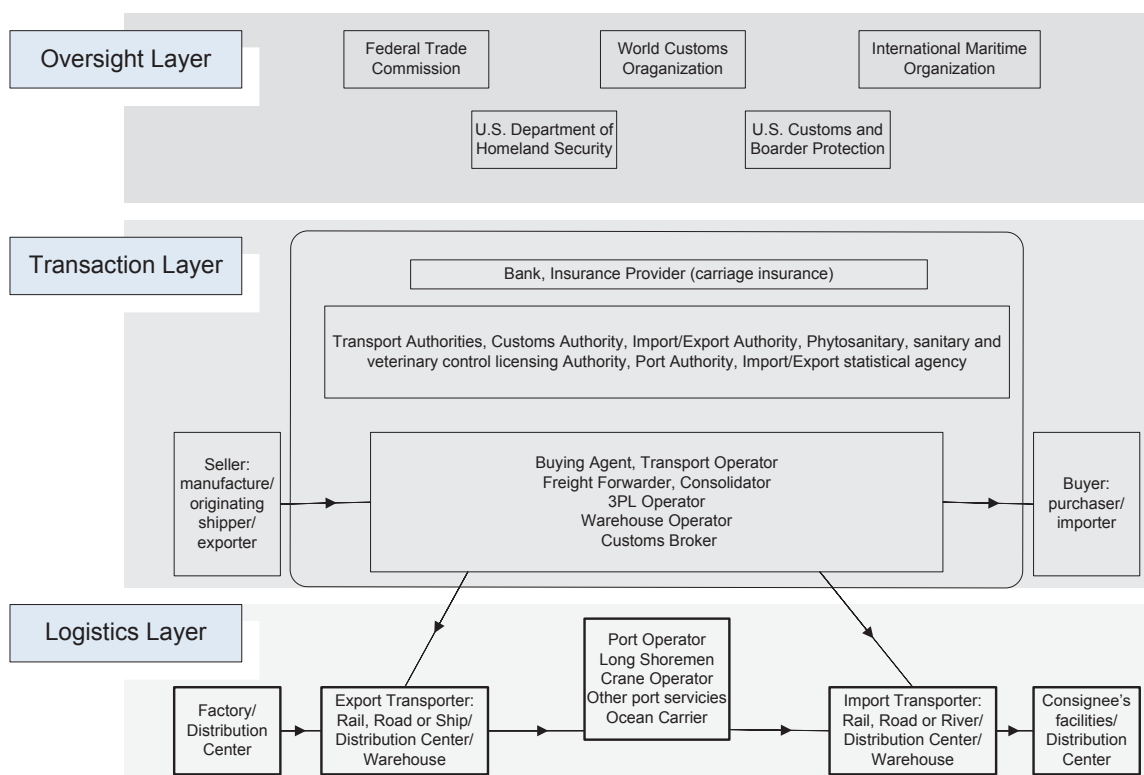 Oversight Layer
Federal Trade
Commission
World Customs
Oraganization
International Maritime
Organization
U.S. Department of
Homeland Security
U.S. Customs and
Boarder Protection
Transaction Layer
Bank, Insurance Provider (carriage insurance)
Transport Authorities, Customs Authority, Import/Export Authority, Phytosanitary, sanitary and
veterinary control licensing Authority, Port Authority, Import/Export statistical agency
Seller:
manufacture/
originating
shipper/
exporter
Buying Agent, Transport Operator
Freight Forwarder, Consolidator
3PL Operator
Warehouse Operator
Customs Broker
Buyer:
purchaser/
importer
Logistics Layer
Factory/
Distribution
Center
Export Transporter:
Rail, Road or Ship/
Distribution Center/
Warehouse
Port Operator
Long Shoremen
Crane Operator
Other port servicies
Ocean Carrier
Import Transporter:
Rail, Road or River/
Distribution Center/
Warehouse
Consignee's
facilities/
Distribution
Center